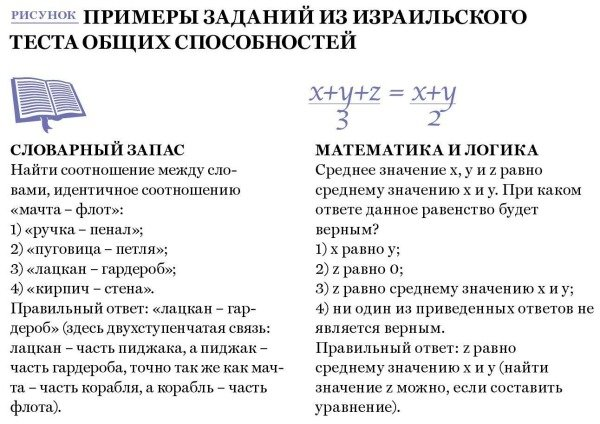 РИСУНОК ПРИМЕРЫ ЗАДАНИЙ ИЗ ИЗРАИЛЬСКОГО
ТЕСТА ОБЩИХ СПОСОБНОСТЕЙ
СЛОВАРНЫЙ ЗАПАС
Найти соотношение между сло-
вами, идентичное соотношению
«мачта – флот»:
1) «ручка – пенал»;
2) «пуговица – петля»;
3) «лацкан – гардероб»;
4) «кирпич – стена».
Правильный ответ: «лацкан – гар-
дероб» (здесь двухступенчатая связь:
лацкан – часть пиджака, а пиджак –
часть гардероба, точно так же как мач-
та – часть корабля, а корабль – часть
флота).
x+y+z = x+y
3 2
МАТЕМАТИКА И ЛОГИКА
Среднее значение x, y и z равно
среднему значению x и y. При каком
ответе данное равенство будет
верным?
1) x равно y;
2) z равно 0;
3) z равно среднему значению x и y;
4) ни один из приведенных ответов не
является верным.
Правильный ответ: z равно
среднему значению x и y (найти
значение z можно, если составить
уравнение).